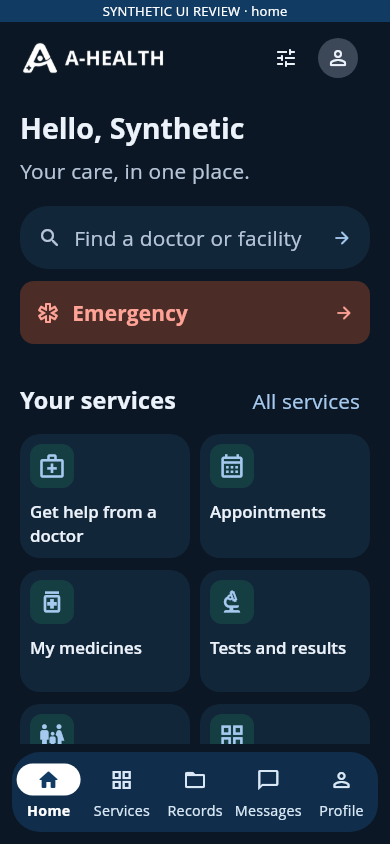 SYNTHETIC UI REVIEW · home
A-HEALTH
Hello, Synthetic
Your care, in one place.
Find a doctor or facility
Emergency
Your services
All services
Get help from a
doctor
Appointments
My medicines
Tests and results
Home
Services
Records
Messages
Profile